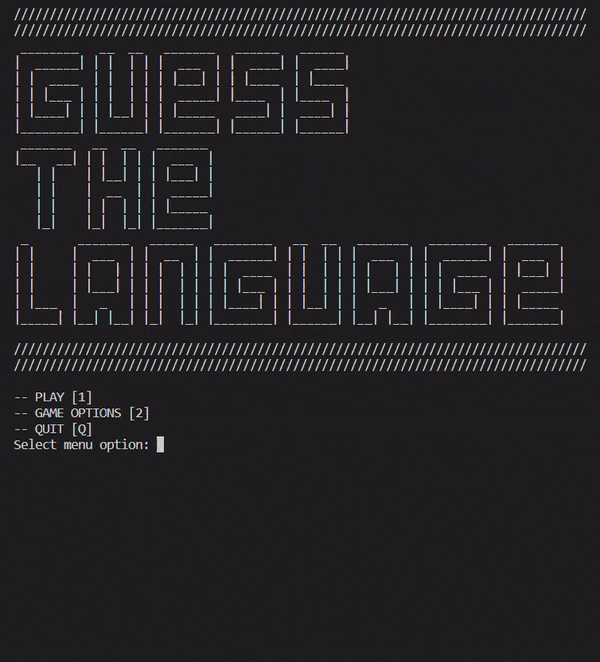 GUESS
THE
LANGUAGE
-- PLAY [1]
-- GAME OPTIONS [2]
-- QUIT [Q]
Select menu option: